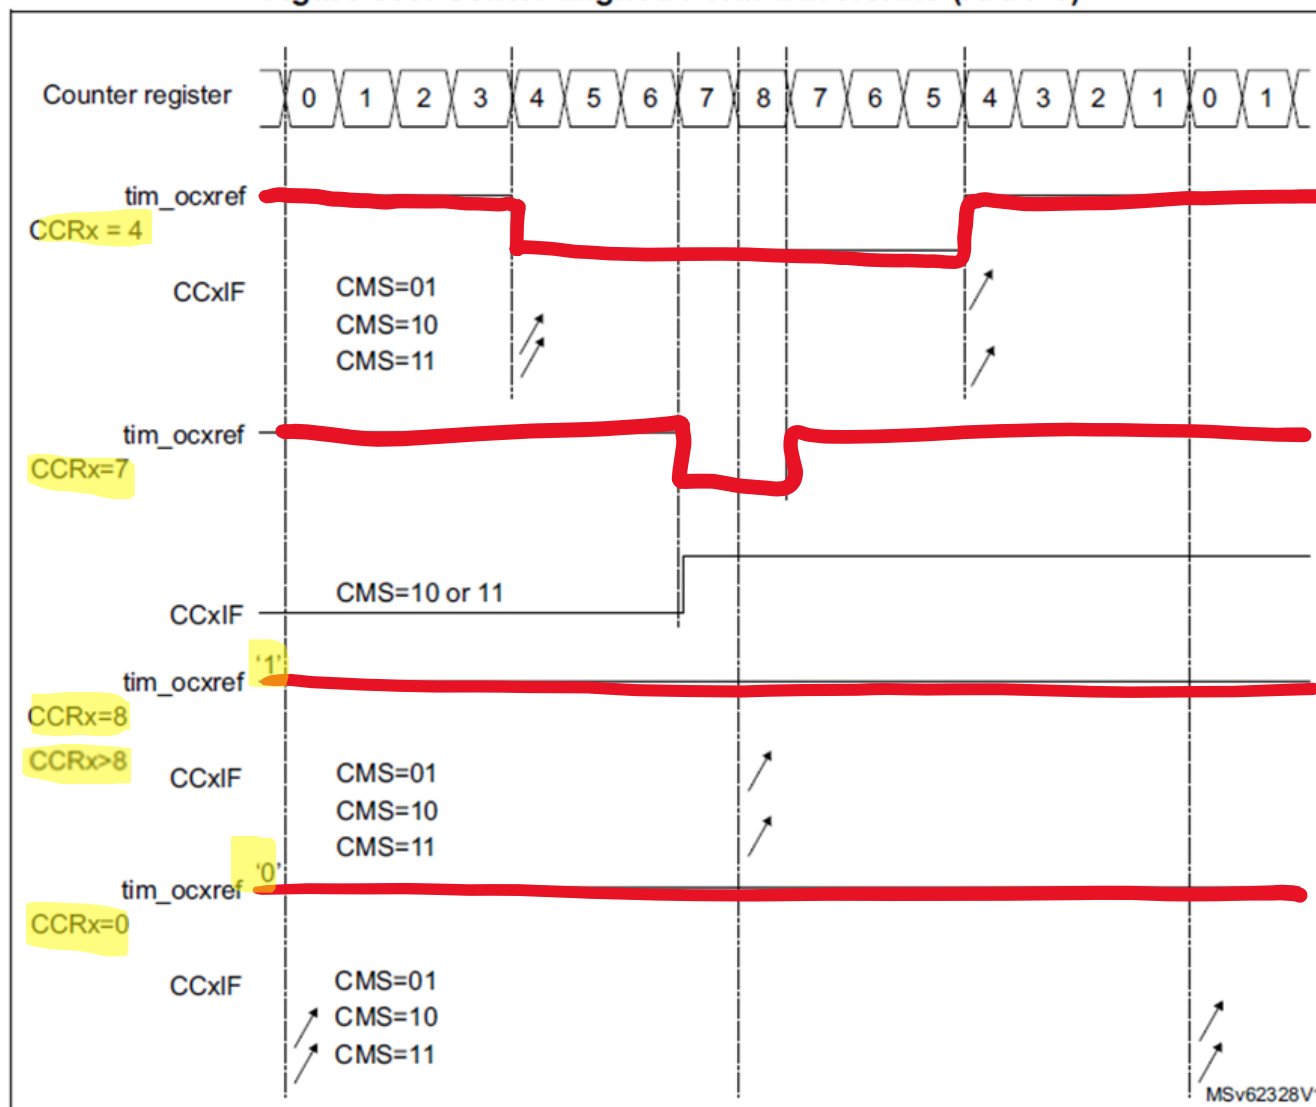 Counter register 0 1 2 3 4 5 6 7 8 7 6 5 4 3 2 1 0 1
tim_ocxref
CCRx = 4
CCxIF CMS=01
CMS=10
CMS=11
tim_ocxref
CCRx=7
CMS=10 or 11
CCxIF
'1'
tim_ocxref
CCRx=8
CCRx>8
CCxIF CMS=01
CMS=10
CMS=11
'0'
tim_ocxref
CCRx=0
CCxIF CMS=01
CMS=10
CMS=11
MSv62328V1